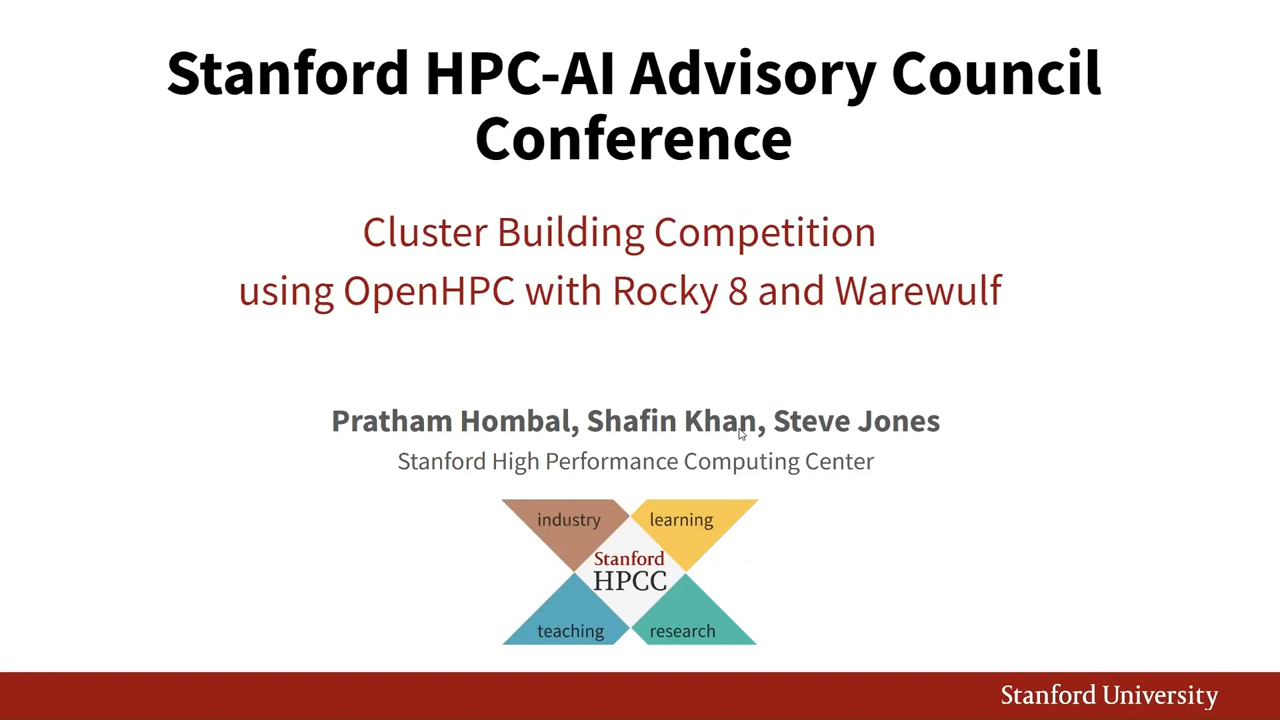 Stanford HPC-AI Advisory Council
Conference
Cluster Building Competition
using OpenHPC with Rocky 8 and Warewulf
Pratham Hombal, Shafin Khan, Steve Jones
Stanford High Performance Computing Center
industry
learning
Stanford
HPCC
teaching
research
Stanford University